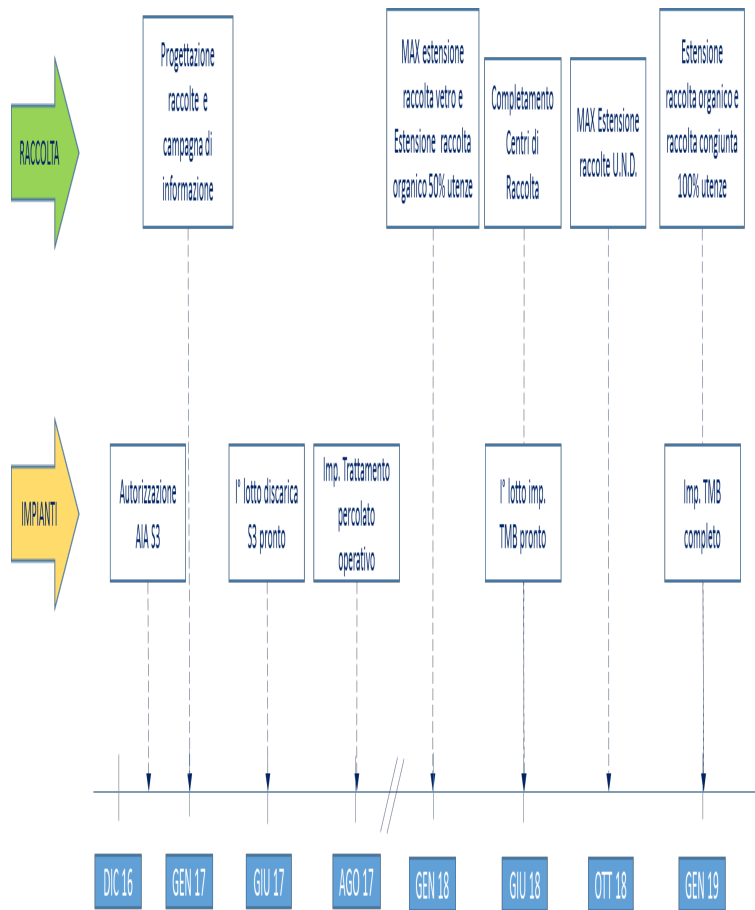 RACCOLTA
Progettazione
raccolte e
campagna di
informazione
MAX estensione
raccolta vetro e
Estensione raccolta
organico 50% utenze
Completamento
Centri di
Raccolta
MAX Estensione
raccolte U.N.D.
Estensione
raccolta organico e
raccolta congiunta
100% utenze
IMPIANTI
Autorizzazione
AIA S3
I° lotto discarica
S3 pronto
Imp. Trattamento
percolato
operativo
I° lotto imp.
TMB pronto
Imp. TMB
completo
DIC 16
GEN 17
GIU 17
AGO 17
GEN 18
GIU 18
OTT 18
GEN 19